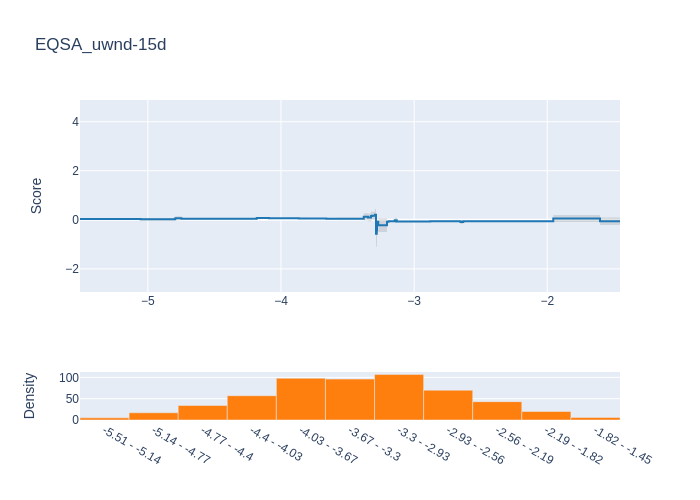 EQSA_uwnd-15d
Score
4
2
0
−2
−5
−4
−3
−2
Density
100
50
0
-5.51 - -5.14
-5.14 - -4.77
-4.77 - -4.4
-4.4 - -4.03
-4.03 - -3.67
-3.67 - -3.3
-3.3 - -2.93
-2.93 - -2.56
-2.56 - -2.19
-2.19 - -1.82
-1.82 - -1.45